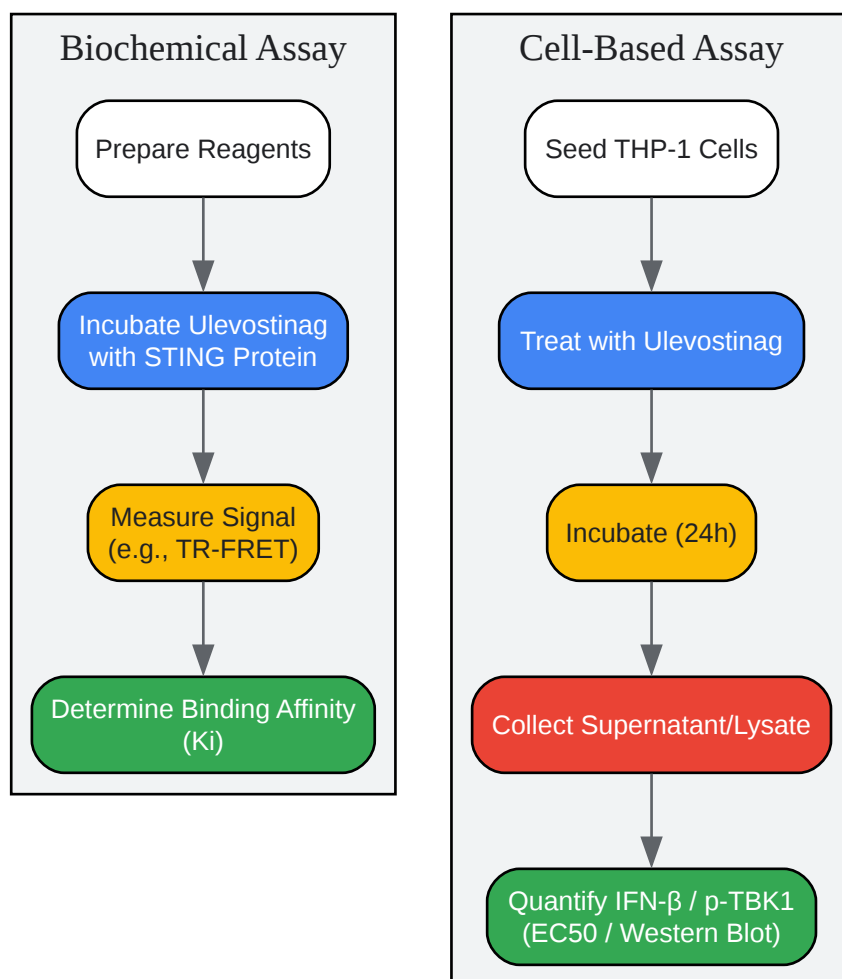 Biochemical Assay
Prepare Reagents
Incubate Ulevostinag
with STING Protein
Measure Signal
(e.g., TR-FRET)
Determine Binding Affinity
(Ki)
Cell-Based Assay
Seed THP-1 Cells
Treat with Ulevostinag
Incubate (24h)
Collect Supernatant/Lysate
Quantify IFN-β / p-TBK1
(EC50 / Western Blot)